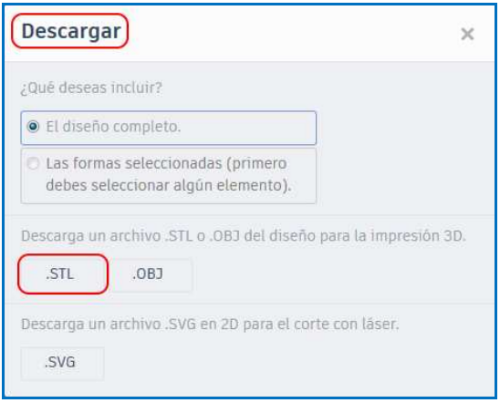 Descargar
¿Qué deseas incluir?
El diseño completo.
Las formas seleccionadas (primero
debes seleccionar algún elemento).
Descarga un archivo .STL o .OBJ del diseño para la impresión 3D.
.STL .OBJ
Descarga un archivo .SVG en 2D para el corte con láser.
.SVG